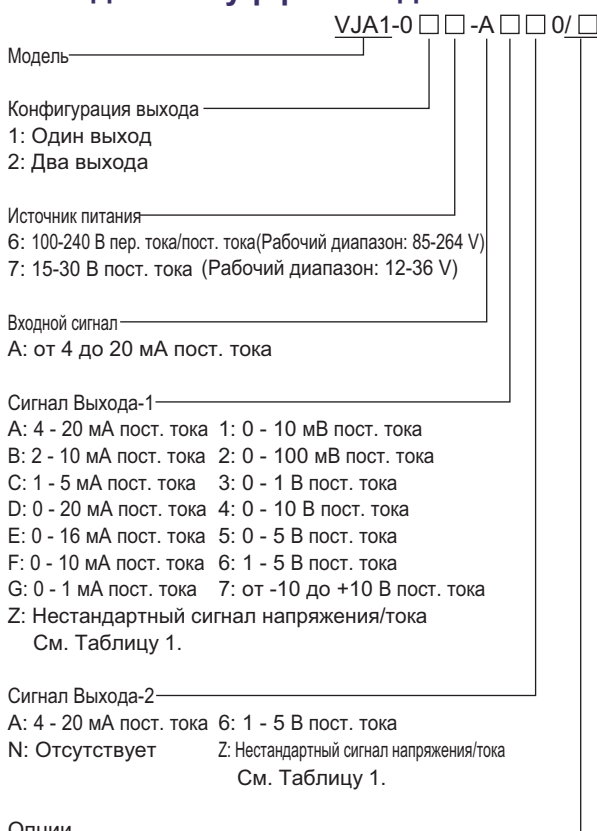 VJA1-0 □ □ -A □ □ 0/ □
Модель
Конфигурация выхода
1: Один выход
2: Два выхода
Источник питания
6: 100-240 В пер. тока/пост. тока(Рабочий диапазон: 85-264 V)
7: 15-30 В пост. тока (Рабочий диапазон: 12-36 V)
Входной сигнал
A: от 4 до 20 мА пост. тока
Сигнал Выхода-1
A: 4 - 20 мА пост. тока 1: 0 - 10 мВ пост. тока
B: 2 - 10 мА пост. тока 2: 0 - 100 мВ пост. тока
C: 1 - 5 мА пост. тока 3: 0 - 1 В пост. тока
D: 0 - 20 мА пост. тока 4: 0 - 10 В пост. тока
E: 0 - 16 мА пост. тока 5: 0 - 5 В пост. тока
F: 0 - 10 мА пост. тока 6: 1 - 5 В пост. тока
G: 0 - 1 мА пост. тока 7: от -10 до +10 В пост. тока
Z: Нестандартный сигнал напряжения/тока
См. Таблицу 1.
Сигнал Выхода-2
A: 4 - 20 мА пост. тока 6: 1 - 5 В пост. тока
N: Отсутствует Z: Нестандартный сигнал напряжения/тока
См. Таблицу 1.
Опции